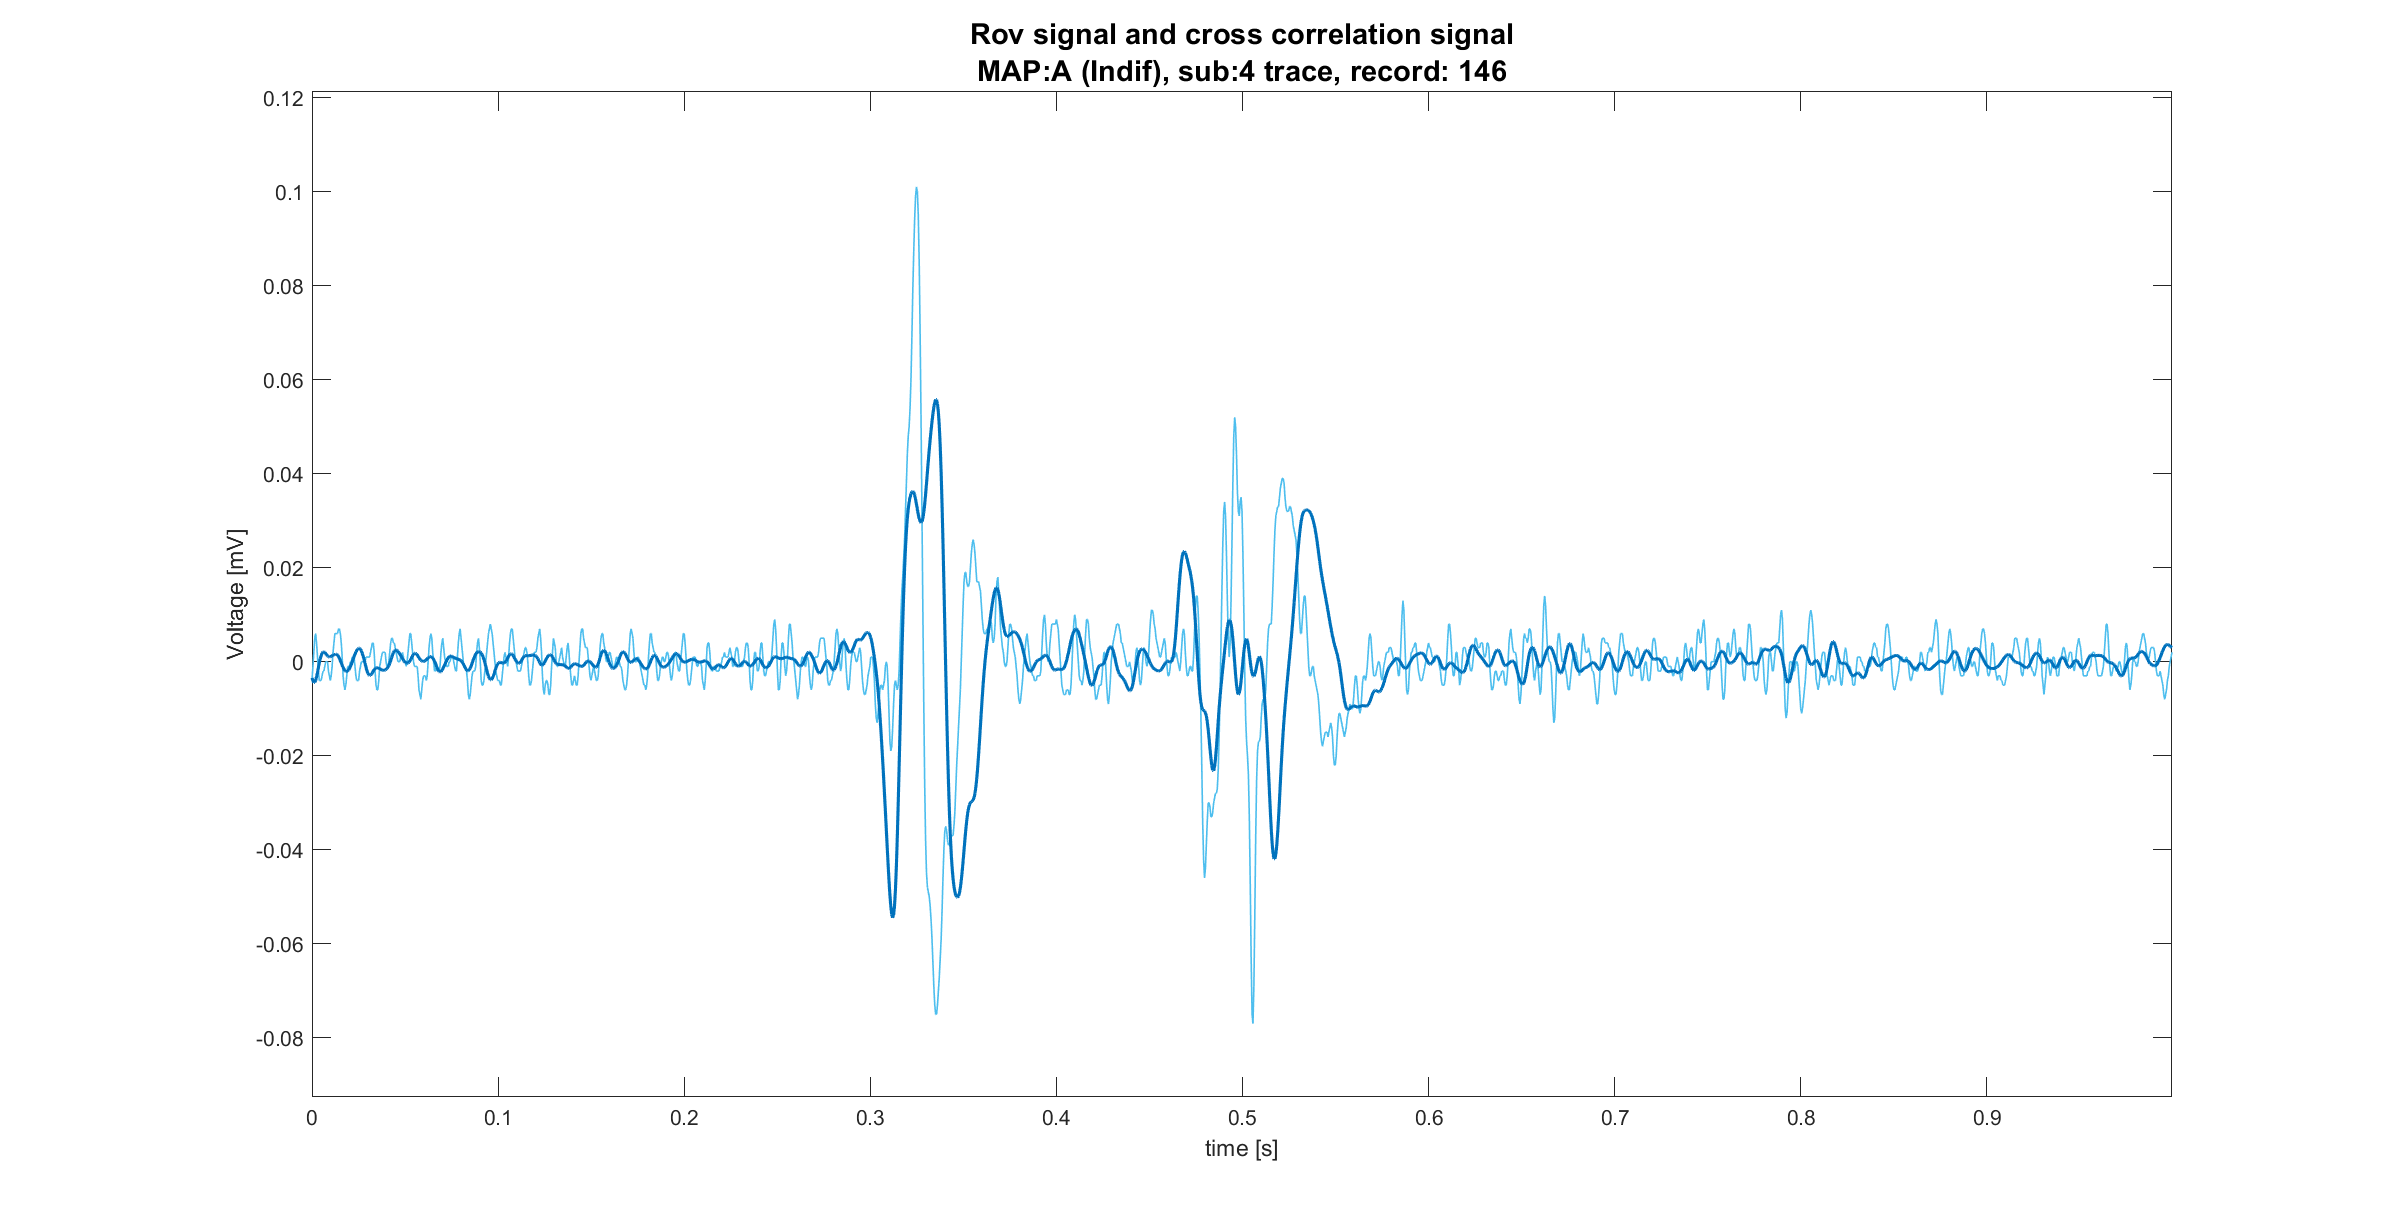 Rov signal and cross correlation signal
MAP:A (Indif), sub:4 trace, record: 146
0.12
0.1
0.08
0.06
0.04
0.02
0
-0.02
-0.04
-0.06
-0.08
Voltage [mV]
0 0.1 0.2 0.3 0.4 0.5 0.6 0.7 0.8 0.9
time [s]